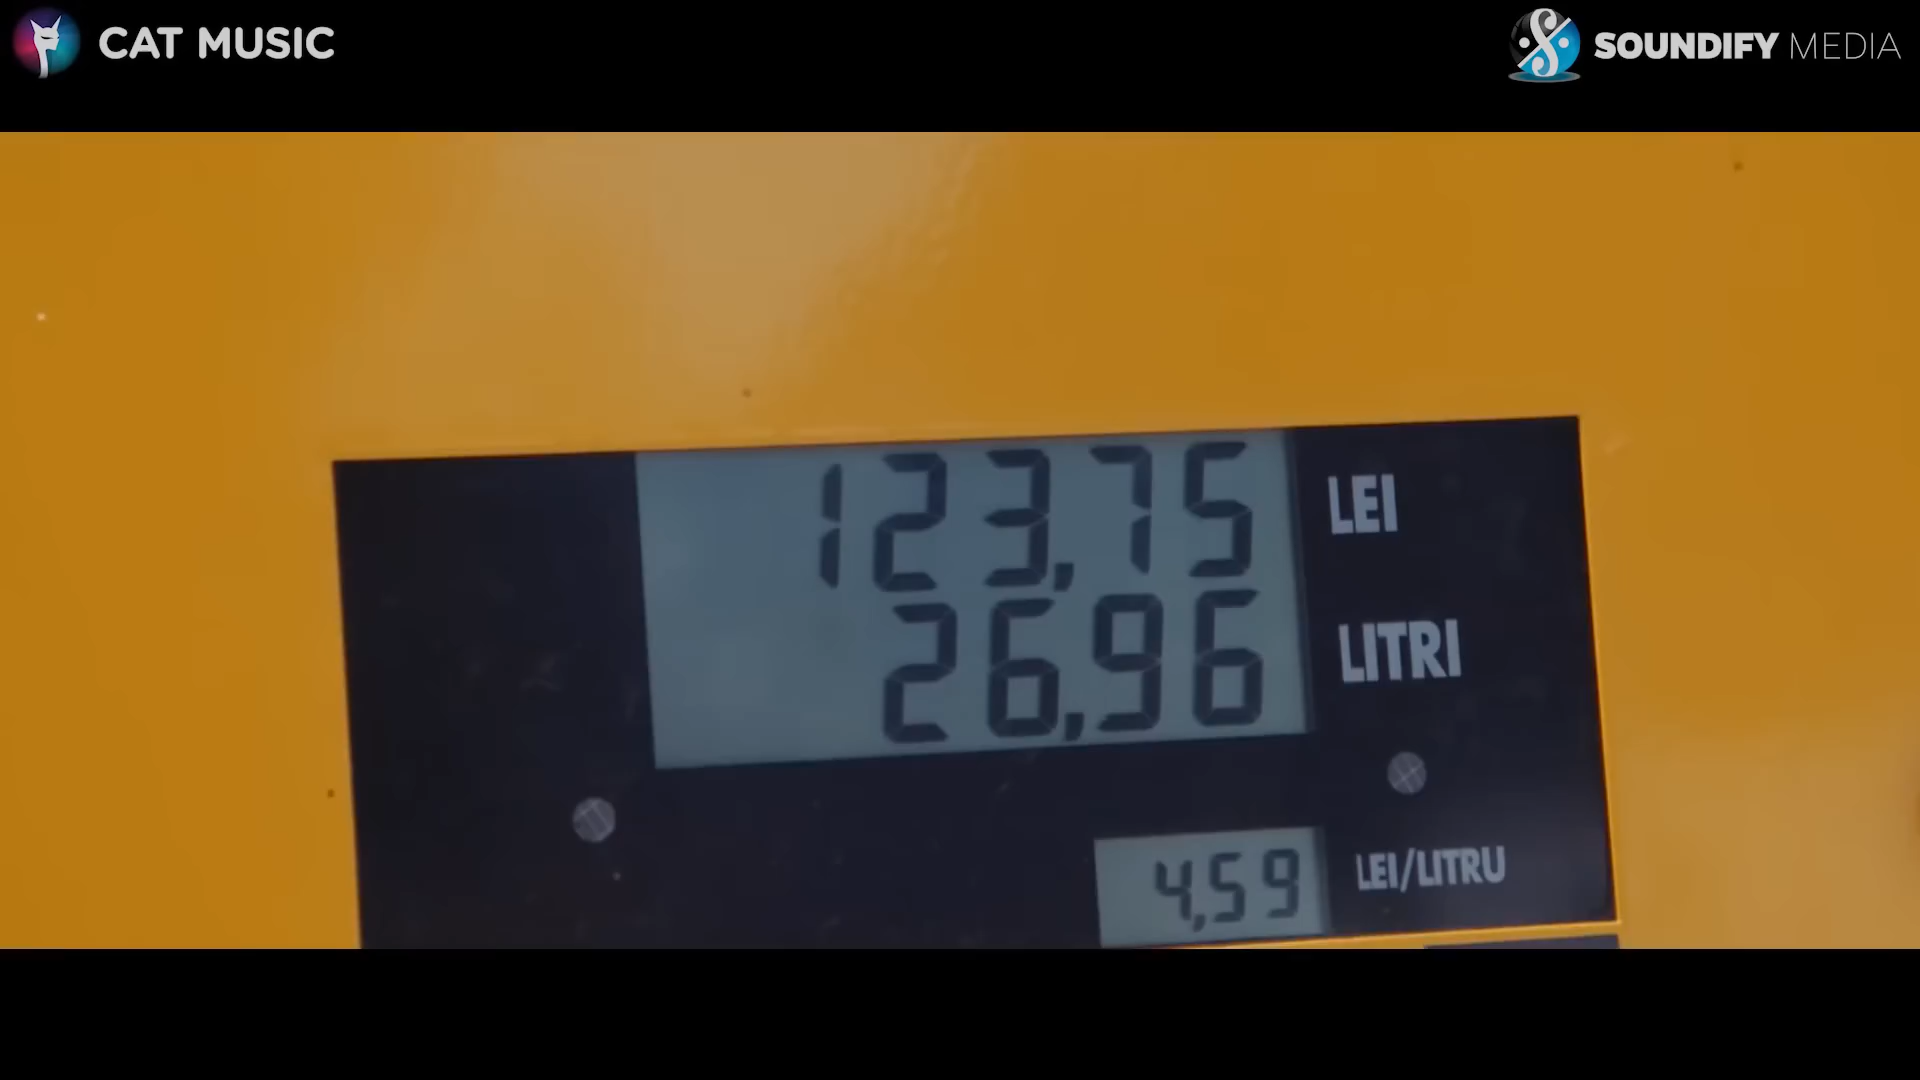 CAT MUSIC
SOUNDIFY MEDIA
123,75 LEI
26,96 LITRI
4,59 LEI/LITRU